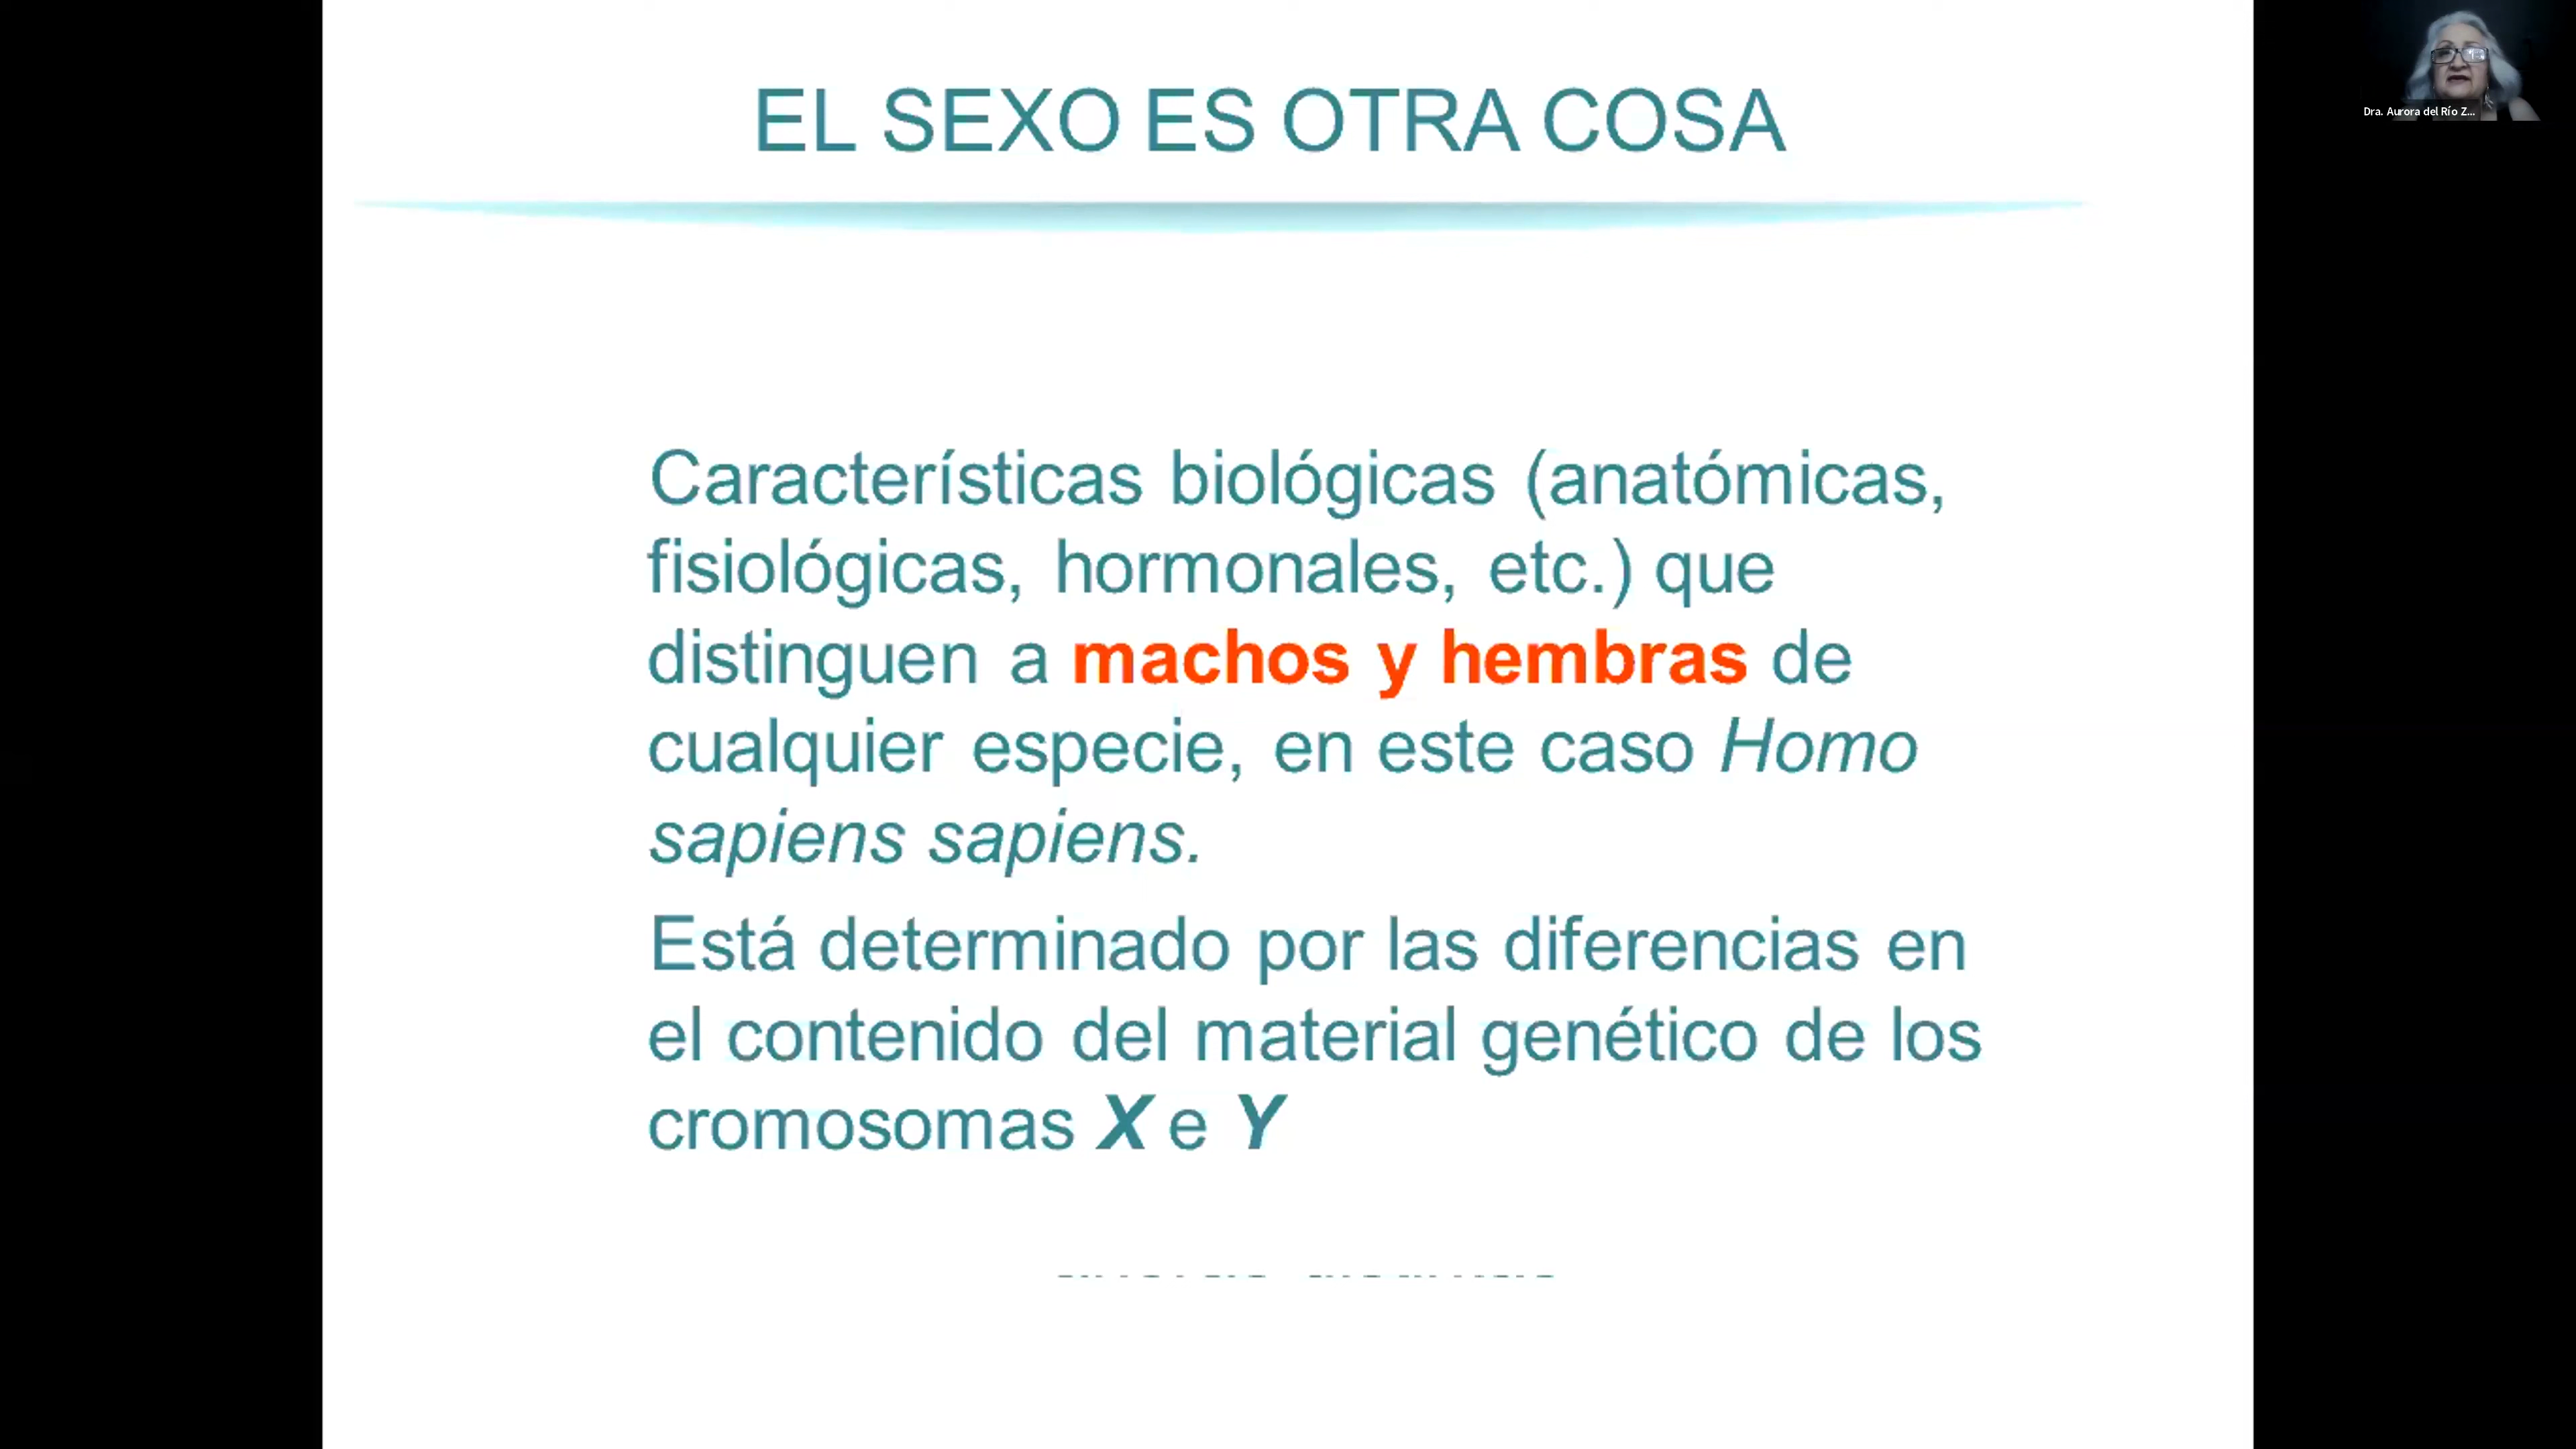 EL SEXO ES OTRA COSA
Dra. Aurora del Río Z...
Características biológicas (anatómicas,
fisiológicas, hormonales, etc.) que
distinguen a machos y hembras de
cualquier especie, en este caso Homo
sapiens sapiens.
Está determinado por las diferencias en
el contenido del material genético de los
cromosomas X e Y